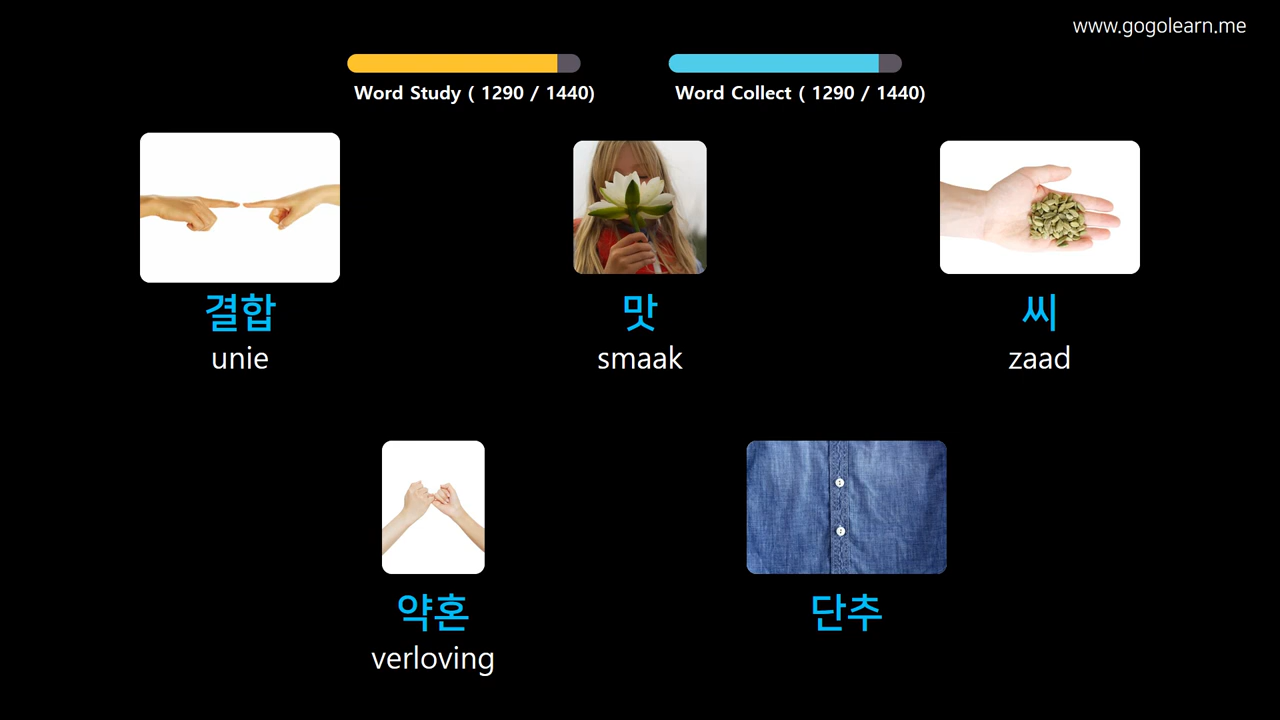 www.gogolearn.me
Word Study ( 1290 / 1440)
Word Collect ( 1290 / 1440)
결합
unie
맛
smaak
씨
zaad
약혼
verloving
단추